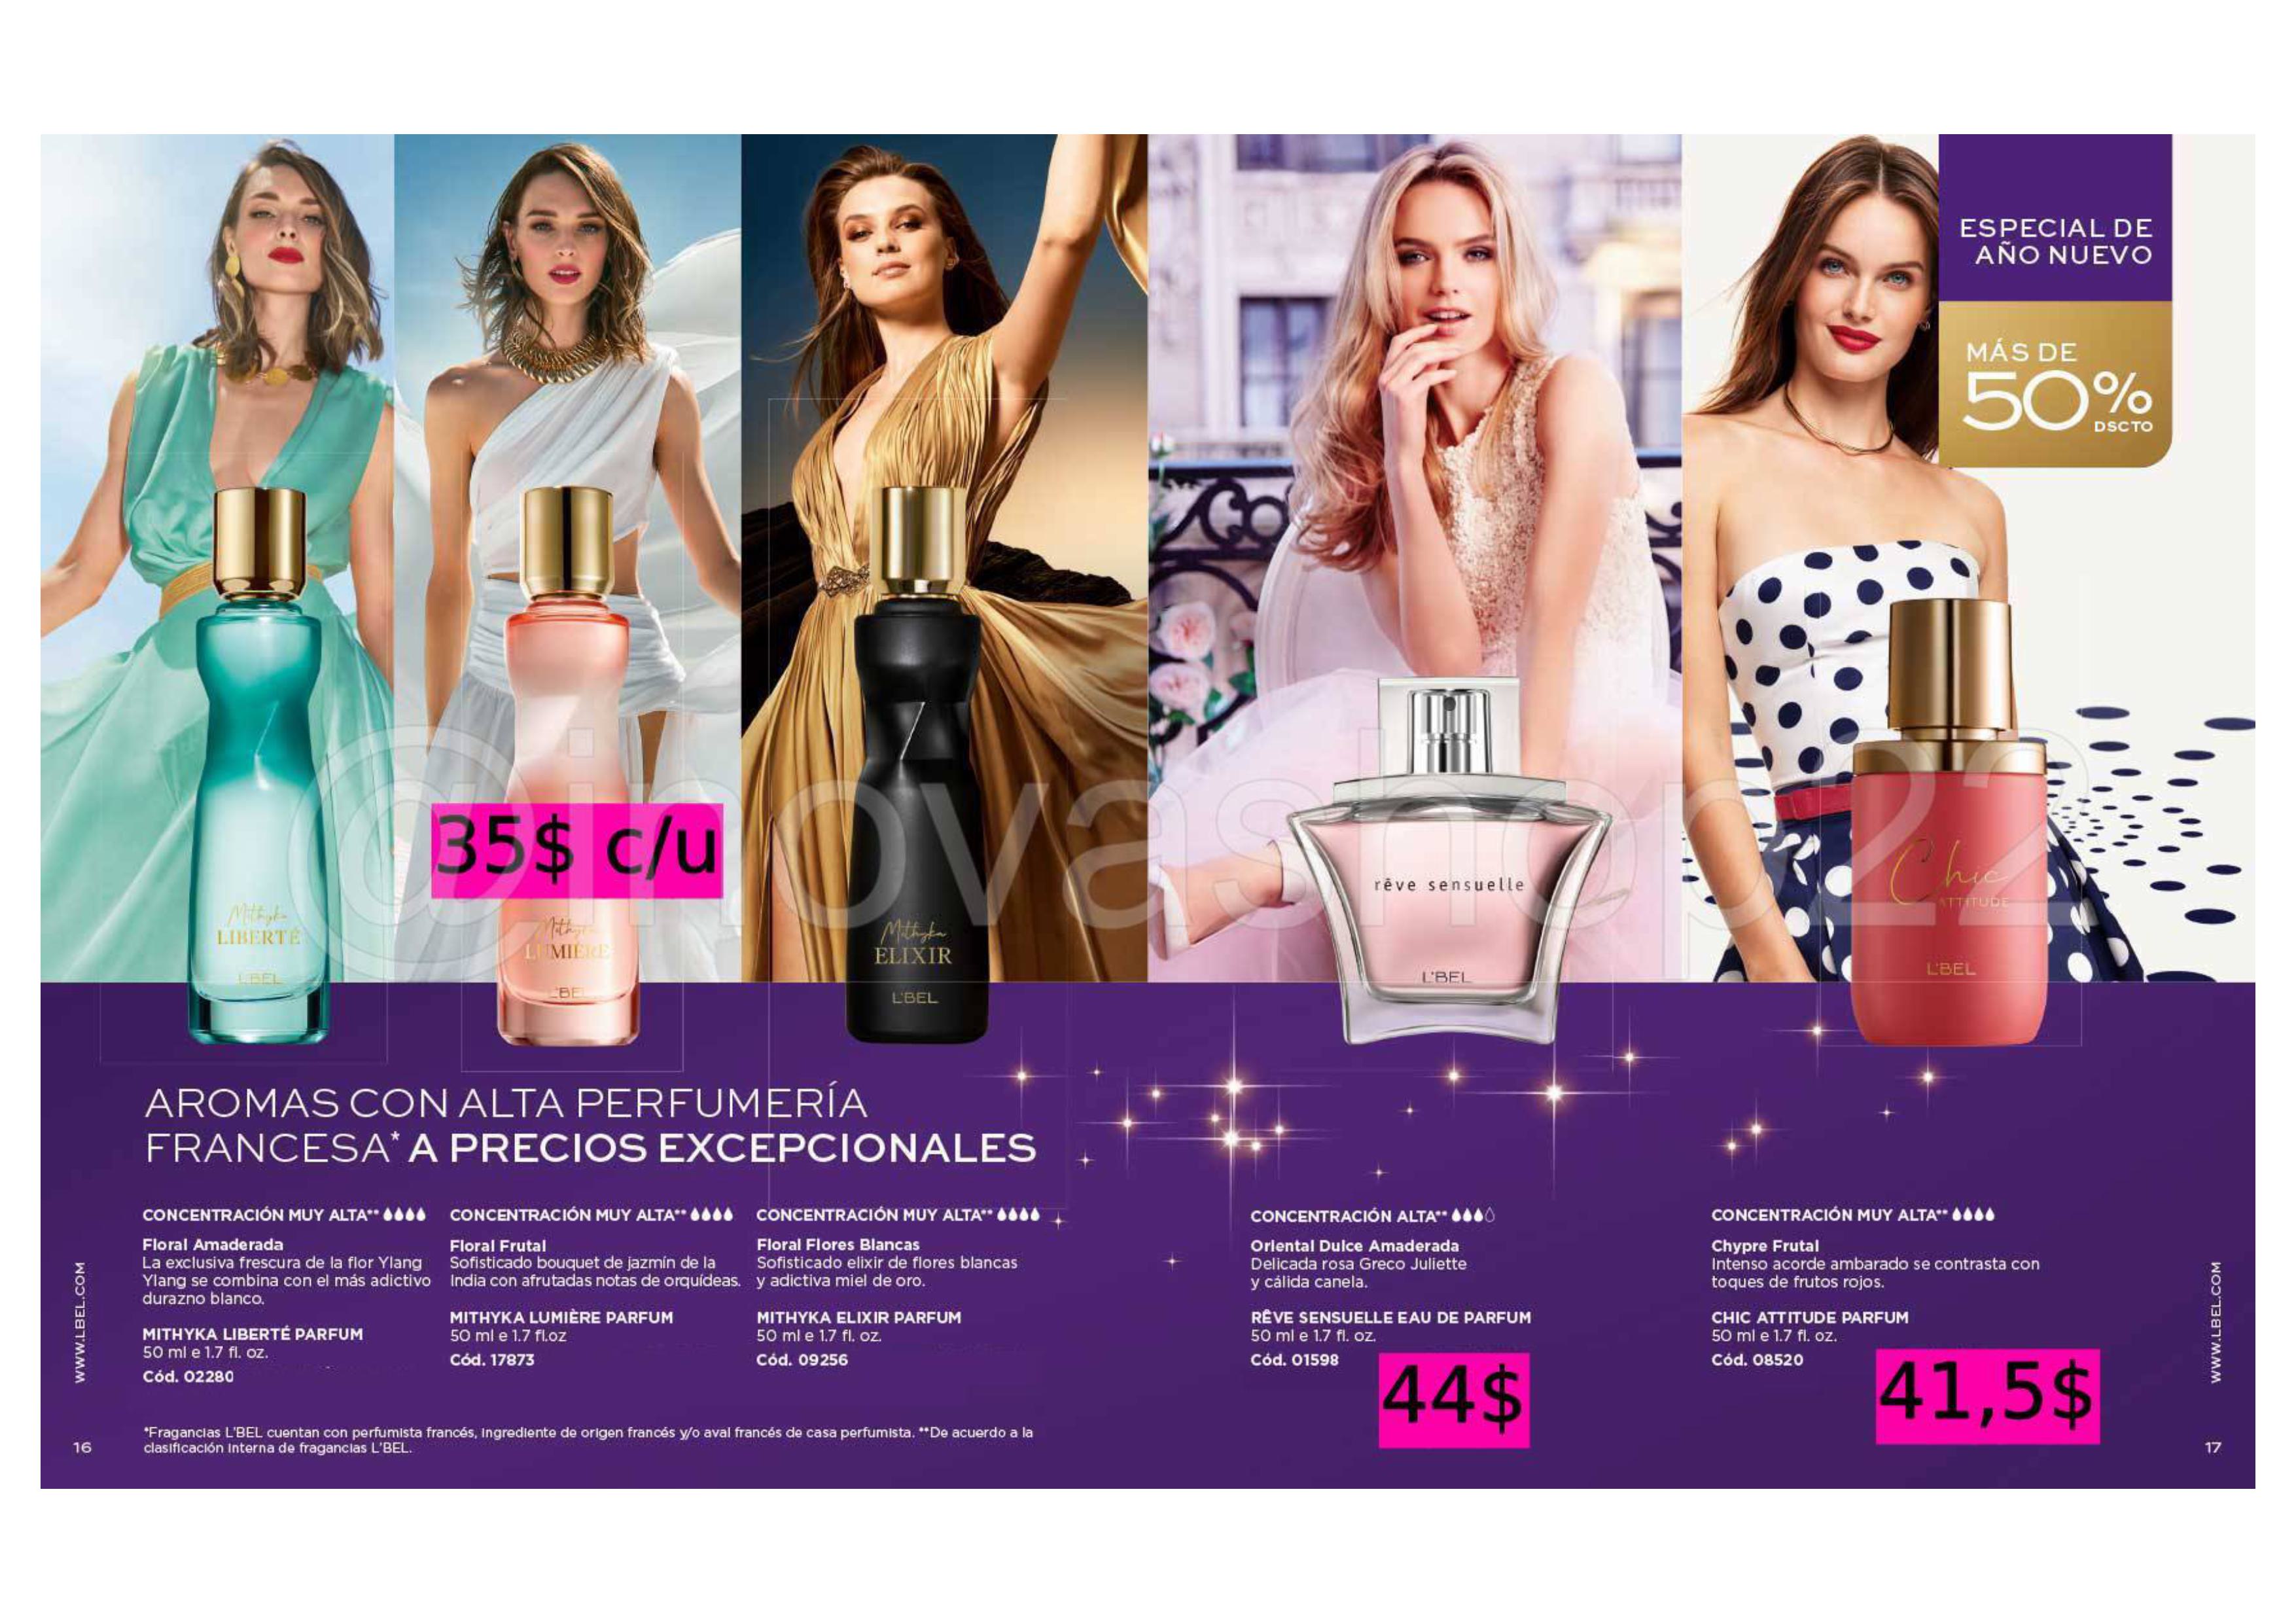 ESPECIAL DE
AÑO NUEVO
MÁS DE
50%
DSCTO
@inovashop22
35$ c/u
Mithyka
LIBERTÉ
L'BEL
Mithyka
LUMIÈRE
L'BEL
Mithyka
ELIXIR
L'BEL
rêve sensuelle
L'BEL
Chic
ATTITUDE
L'BEL
AROMAS CON ALTA PERFUMERÍA
FRANCESA* A PRECIOS EXCEPCIONALES
CONCENTRACIÓN MUY ALTA**
Floral Amaderada
La exclusiva frescura de la flor Ylang
Ylang se combina con el más adictivo
durazno blanco.
MITHYKA LIBERTÉ PARFUM
50 ml e 1.7 fl. oz.
Cód. 02280
CONCENTRACIÓN MUY ALTA**
Floral Frutal
Sofisticado bouquet de jazmín de la
India con afrutadas notas de orquídeas.
MITHYKA LUMIÈRE PARFUM
50 ml e 1.7 fl.oz
Cód. 17873
CONCENTRACIÓN MUY ALTA**
Floral Flores Blancas
Sofisticado elixir de flores blancas
y adictiva miel de oro.
MITHYKA ELIXIR PARFUM
50 ml e 1.7 fl. oz.
Cód. 09256
CONCENTRACIÓN ALTA**
Oriental Dulce Amaderada
Delicada rosa Greco Juliette
y cálida canela.
RÊVE SENSUELLE EAU DE PARFUM
50 ml e 1.7 fl. oz.
Cód. 01598
44$
CONCENTRACIÓN MUY ALTA**
Chypre Frutal
Intenso acorde ambarado se contrasta con
toques de frutos rojos.
CHIC ATTITUDE PARFUM
50 ml e 1.7 fl. oz.
Cód. 08520
41,5$
*Fragancias L'BEL cuentan con perfumista francés, ingrediente de origen francés y/o aval francés de casa perfumista. **De acuerdo a la
clasificación interna de fragancias L'BEL.
WWW.LBEL.COM
16
WWW.LBEL.COM
17